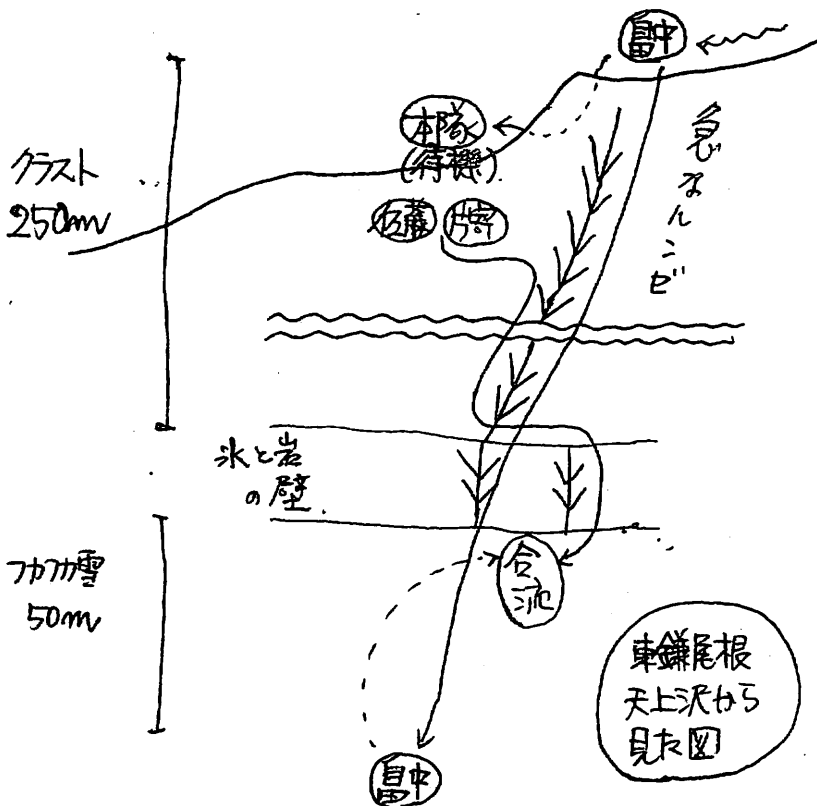 畠中
本隊
(待機)
佐藤
片寄
急なルンゼ
クラスト
250m
氷と岩
の壁
フカフカ雪
50m
合流
畠中
東鎌尾根
天上沢から
見た図